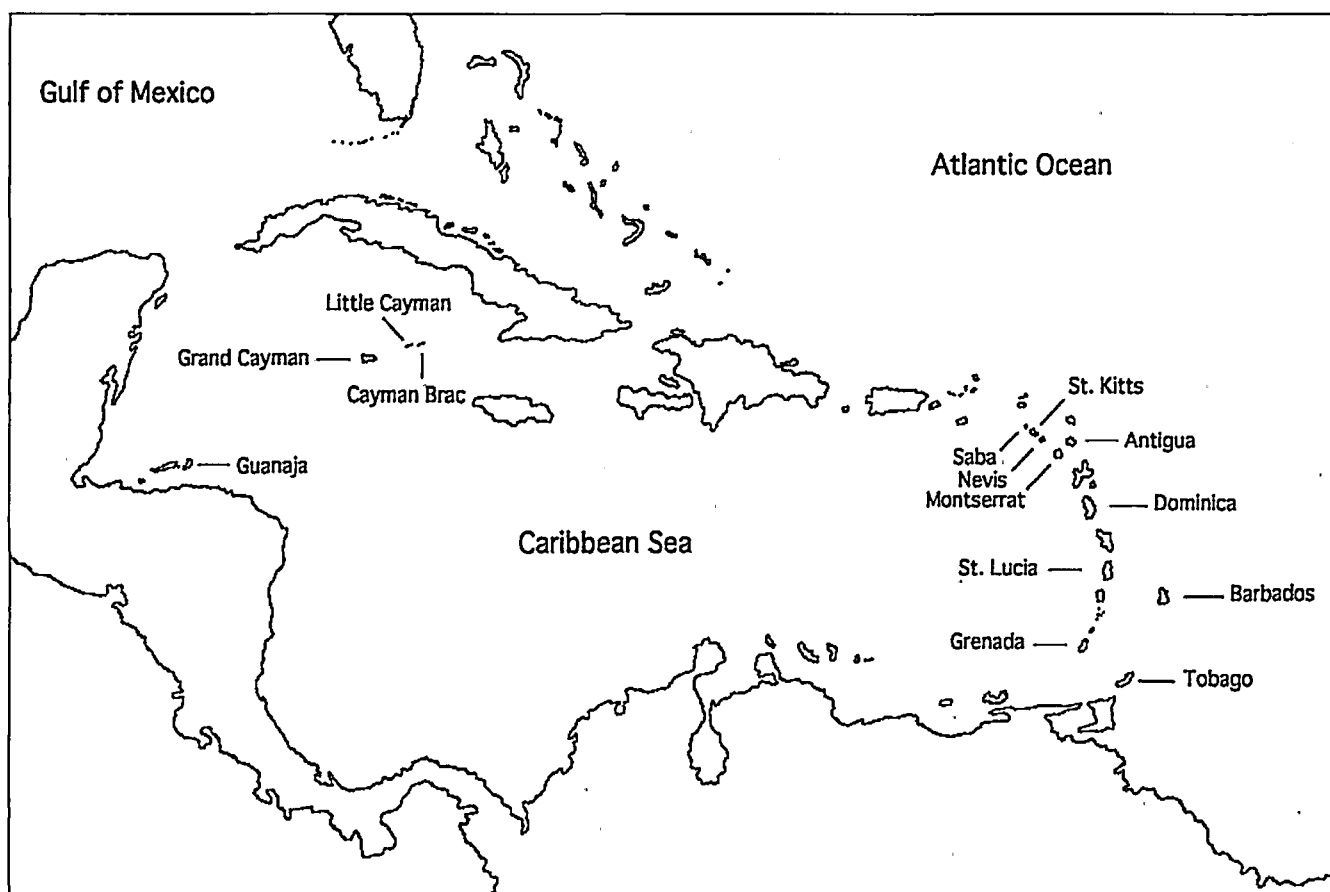 Gulf of Mexico
Atlantic Ocean
Little Cayman
Grand Cayman
Cayman Brac
St. Kitts
Antigua
Saba
Nevis
Montserrat
Guanaja
Dominica
Caribbean Sea
St. Lucia
Barbados
Grenada
Tobago